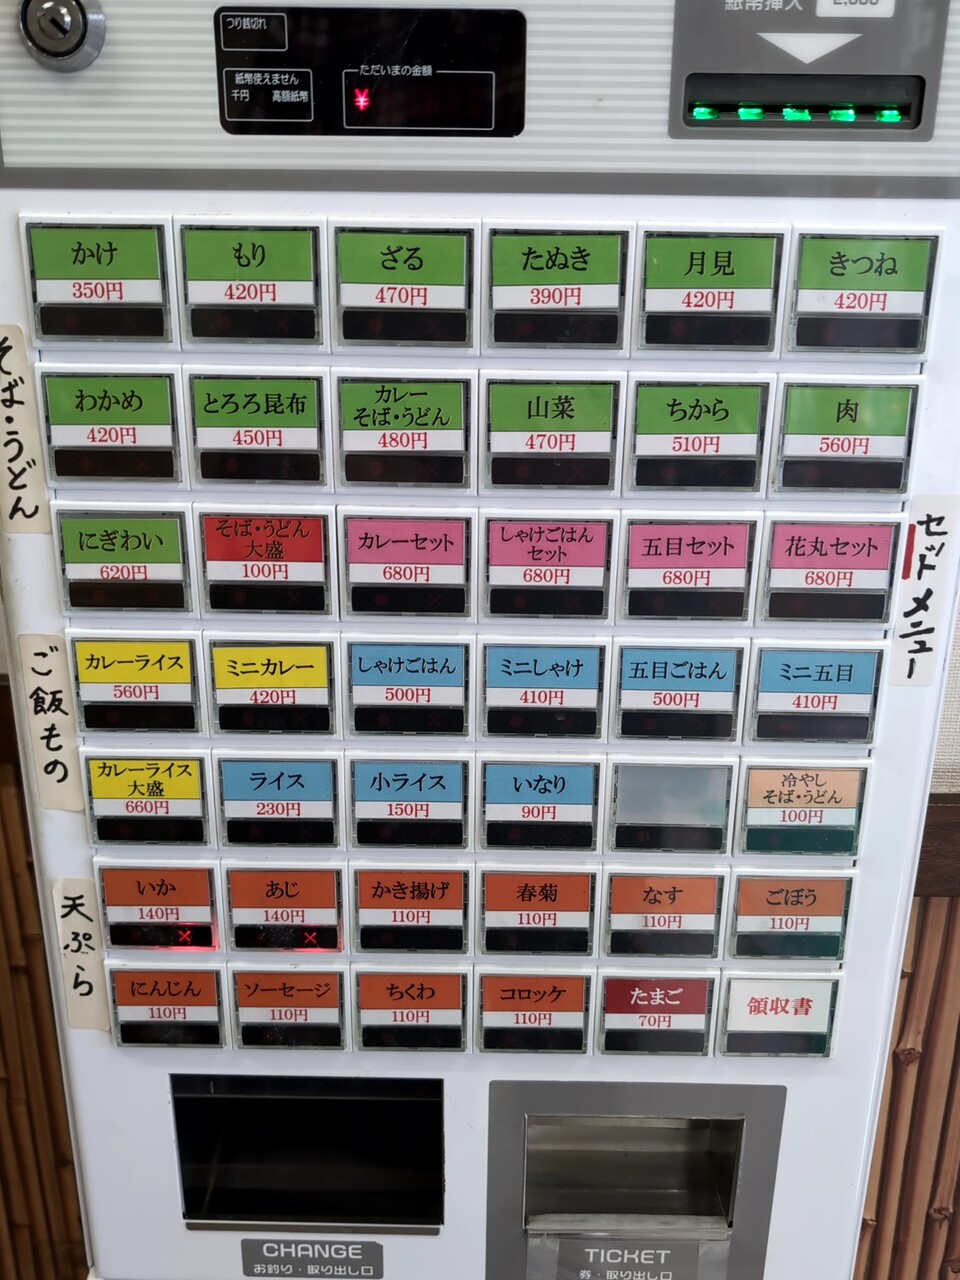 つり銭切れ
紙幣使えません
千円 高額紙幣
ただいまの金額
¥
紙幣挿入
かけ
350円
もり
420円
ざる
470円
たぬき
390円
月見
420円
きつね
420円
そば・うどん
わかめ
420円
とろろ昆布
450円
カレー
そば・うどん
480円
山菜
470円
ちから
510円
肉
560円
にぎわい
620円
そば・うどん
大盛
100円
カレーセット
680円
しゃけごはん
セット
680円
五目セット
680円
花丸セット
680円
セットメニュー
ご飯もの
カレーライス
560円
ミニカレー
420円
しゃけごはん
500円
ミニしゃけ
410円
五目ごはん
500円
ミニ五目
410円
カレーライス
大盛
660円
ライス
230円
小ライス
150円
いなり
90円
冷やし
そば・うどん
100円
天ぷら
いか
140円
あじ
140円
かき揚げ
110円
春菊
110円
なす
110円
ごぼう
110円
にんじん
110円
ソーセージ
110円
ちくわ
110円
コロッケ
110円
たまご
70円
領収書
CHANGE
お釣り・取り出し口
TICKET
券・取り出し口